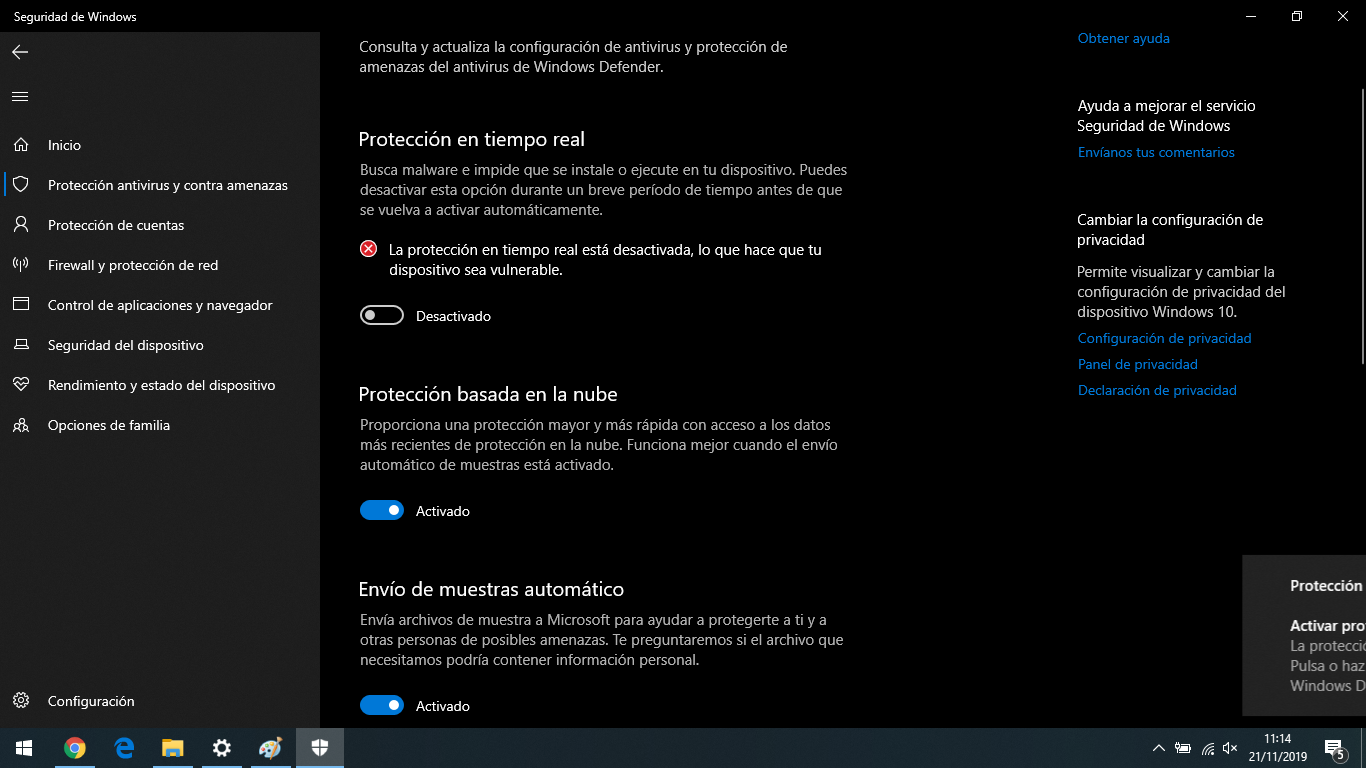 Seguridad de Windows
Inicio
Protección antivirus y contra amenazas
Protección de cuentas
Firewall y protección de red
Control de aplicaciones y navegador
Seguridad del dispositivo
Rendimiento y estado del dispositivo
Opciones de familia
Configuración
Consulta y actualiza la configuración de antivirus y protección de
amenazas del antivirus de Windows Defender.
Protección en tiempo real
Busca malware e impide que se instale o ejecute en tu dispositivo. Puedes
desactivar esta opción durante un breve período de tiempo antes de que
se vuelva a activar automáticamente.
La protección en tiempo real está desactivada, lo que hace que tu
dispositivo sea vulnerable.
Desactivado
Protección basada en la nube
Proporciona una protección mayor y más rápida con acceso a los datos
más recientes de protección en la nube. Funciona mejor cuando el envío
automático de muestras está activado.
Activado
Envío de muestras automático
Envía archivos de muestra a Microsoft para ayudar a protegerte a ti y a
otras personas de posibles amenazas. Te preguntaremos si el archivo que
necesitamos podría contener información personal.
Activado
Obtener ayuda
Ayuda a mejorar el servicio
Seguridad de Windows
Envíanos tus comentarios
Cambiar la configuración de
privacidad
Permite visualizar y cambiar la
configuración de privacidad del
dispositivo Windows 10.
Configuración de privacidad
Panel de privacidad
Declaración de privacidad
Protección
Activar pro
La protecci
Pulsa o haz
Windows D
11:14
21/11/2019
5